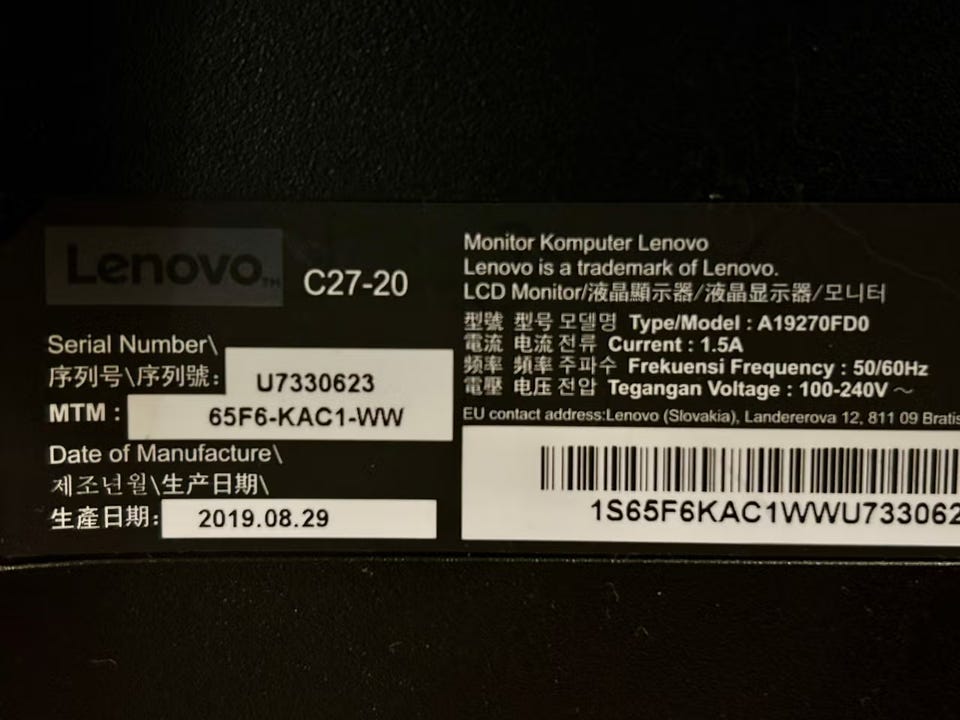 Lenovo™ C27-20
Serial Number\
序列号\序列號: U7330623
MTM : 65F6-KAC1-WW
Date of Manufacture\
제조년월\生产日期\
生產日期: 2019.08.29
Monitor Komputer Lenovo
Lenovo is a trademark of Lenovo.
LCD Monitor/液晶顯示器/液晶显示器/모니터
型號 型号 모델명 Type/Model : A19270FD0
電流 电流 전류 Current : 1.5A
頻率 頻率 주파수 Frekuensi Frequency : 50/60Hz
電壓 电压 전압 Tegangan Voltage : 100-240V ~
EU contact address:Lenovo (Slovakia), Landererova 12, 811 09 Bratis
1S65F6KAC1WWU733062